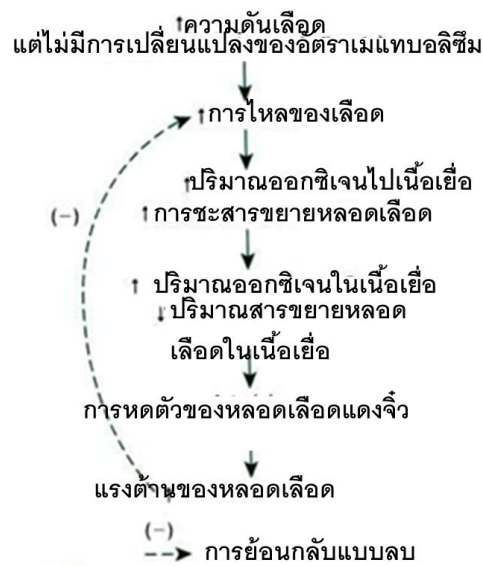 ↑ความดันเลือด
แต่ไม่มีการเปลี่ยนแปลงของอัตราเมแทบอลิซึม
↑การไหลของเลือด
↑ปริมาณออกซิเจนไปเนื้อเยื่อ
(-)
↑การชะสารขยายหลอดเลือด
↑ ปริมาณออกซิเจนในเนื้อเยื่อ
↓ปริมาณสารขยายหลอด
เลือดในเนื้อเยื่อ
การหดตัวของหลอดเลือดแดงจิ๋ว
แรงต้านของหลอดเลือด
(-)
การย้อนกลับแบบลบ